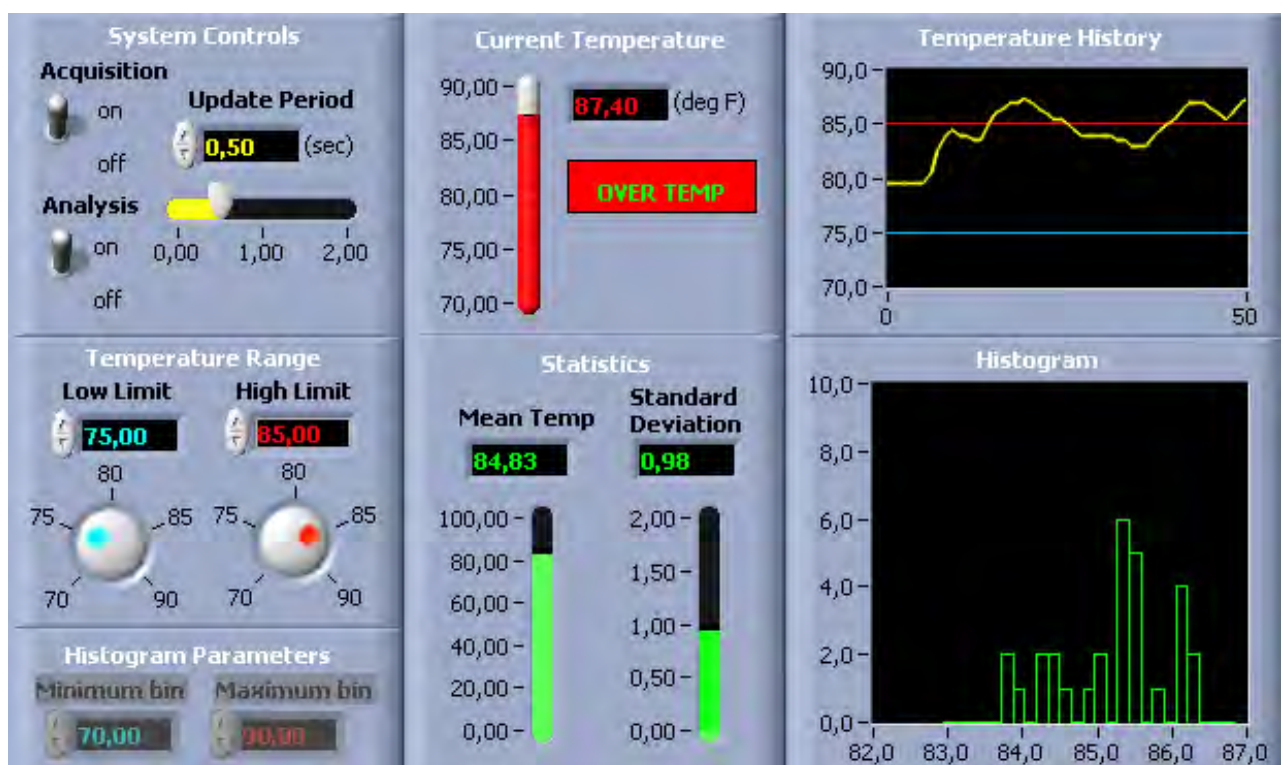 System Controls
Acquisition
on
off
Update Period
0,50 (sec)
0,00 1,00 2,00
Analysis
on
off
Temperature Range
Low Limit High Limit
75,00 85,00
80 80
75 85 75 85
70 90 70 90
Histogram Parameters
Minimum bin Maximum bin
70,00 90,00
Current Temperature
87,40 (deg F)
OVER TEMP
90,00
85,00
80,00
75,00
70,00
Statistics
Mean Temp
84,83
100,00
80,00
60,00
40,00
20,00
0,00
Standard
Deviation
0,98
2,00
1,50
1,00
0,50
0,00
Temperature History
90,0
85,0
80,0
75,0
70,0
0 50
Histogram
10,0
8,0
6,0
4,0
2,0
0,0
82,0 83,0 84,0 85,0 86,0 87,0